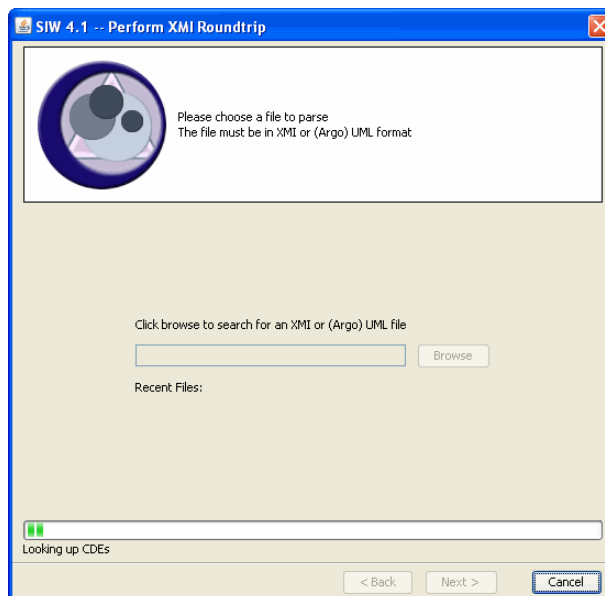 SIW 4.1 -- Perform XMI Roundtrip
Please choose a file to parse
The file must be in XMI or (Argo) UML format
Click browse to search for an XMI or (Argo) UML file
Browse
Recent Files:
Looking up CDEs
< Back
Next >
Cancel